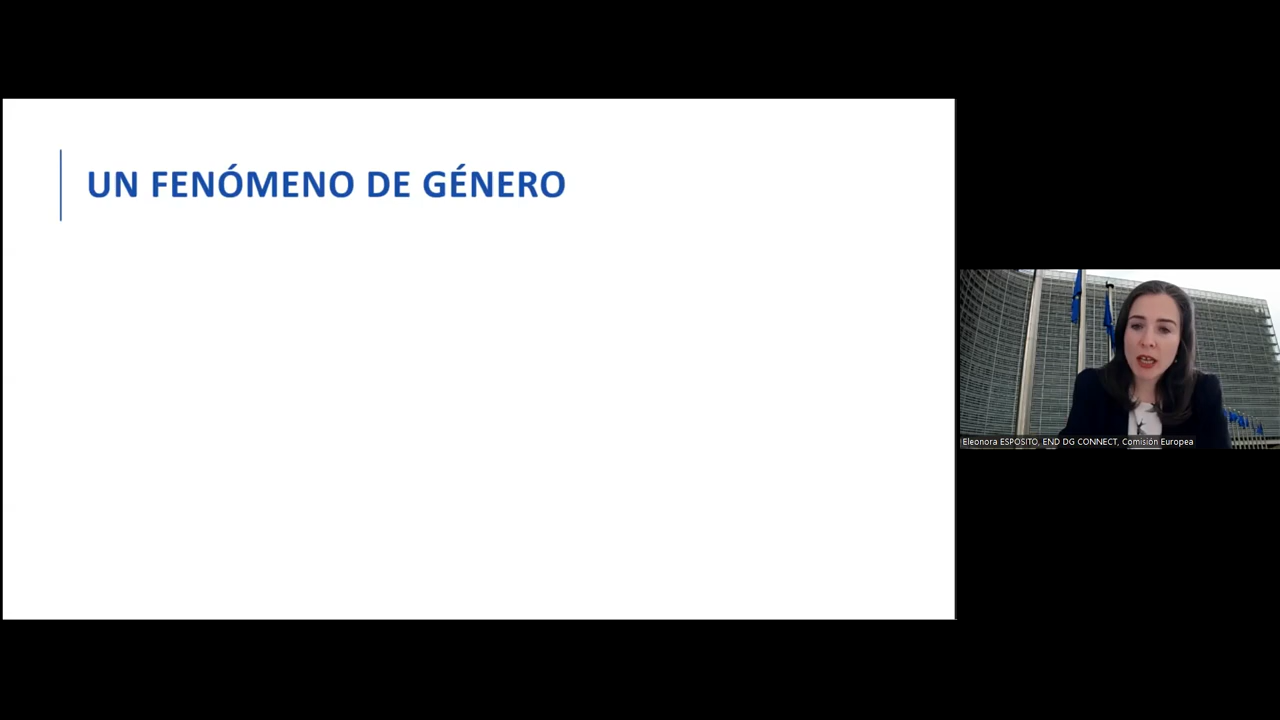 UN FENÓMENO DE GÉNERO
Eleonora ESPOSITO, END DG CONNECT, Comisión Europea